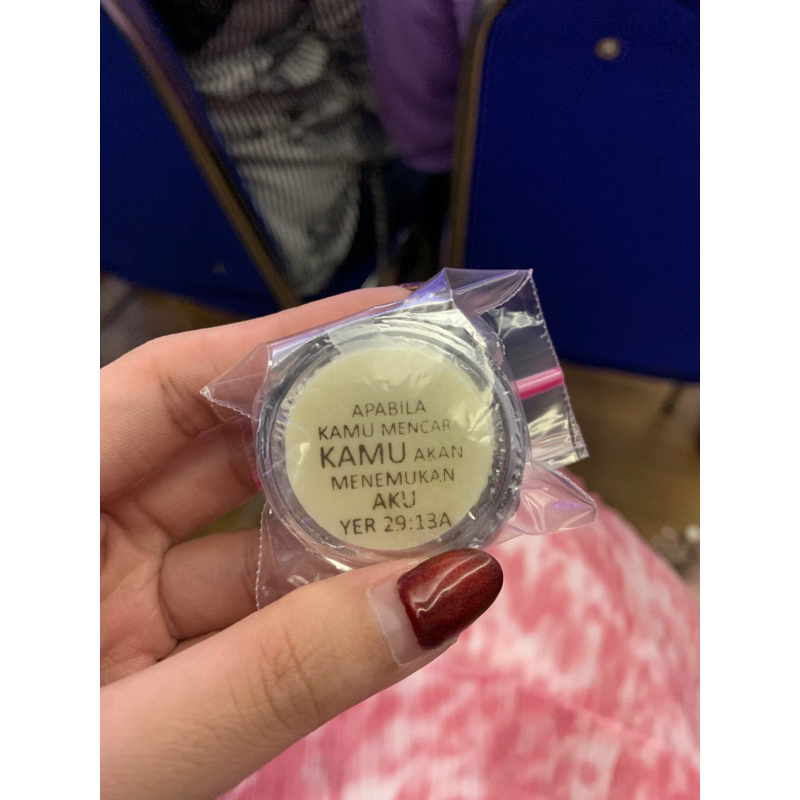 APABiLA
KAMU MENCARI
KAMU AKAN
MENEMUKAN
AKU
YER 29:13A